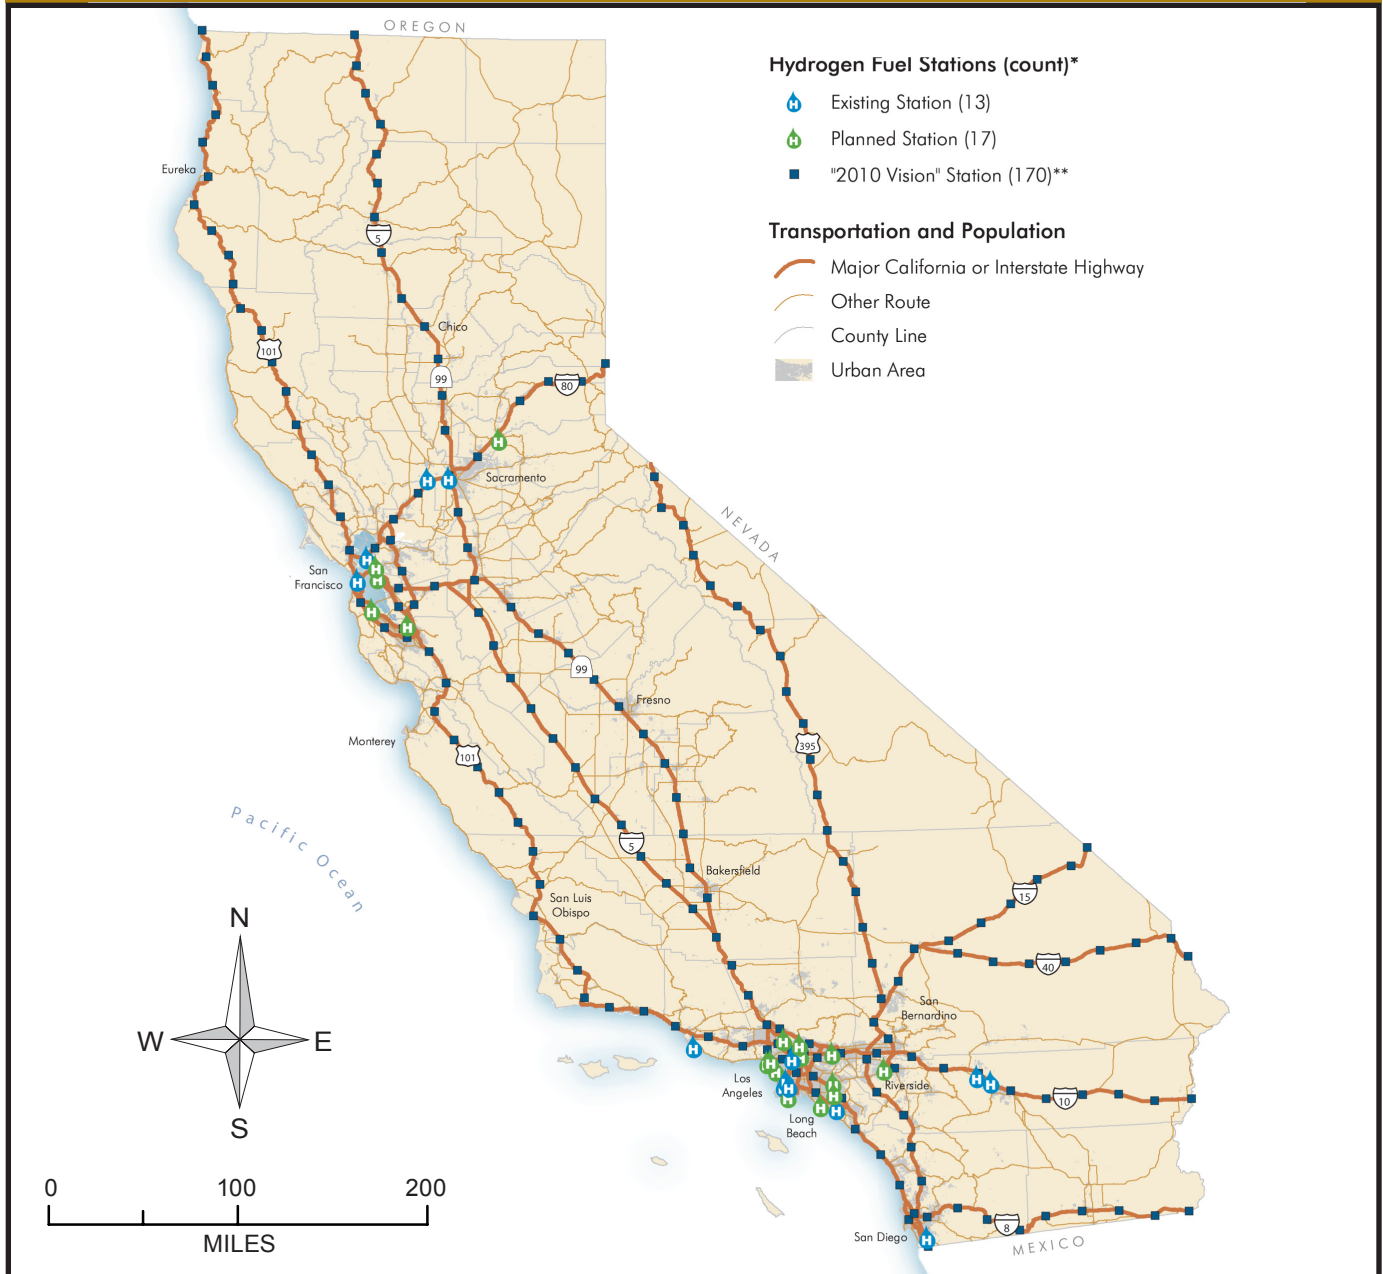 OREGON
Hydrogen Fuel Stations (count)*
H Existing Station (13)
H Planned Station (17)
"2010 Vision" Station (170)**
Transportation and Population
Major California or Interstate Highway
Other Route
County Line
Urban Area
Eureka
5
Chico
101
99
80
H
Sacramento
H H
NEVADA
H
H
San
Francisco
H
H
H
H
99
Fresno
Monterey
395
101
Pacific Ocean
5
Bakersfield
15
San Luis
Obispo
40
N
W E
S
San
Bernardino
H
H
H
H
H
H
H
Los
Angeles
H
Riverside
H
H
10
H
H
H
H
H
H
Long
Beach
San Diego
H
8
MEXICO
0 100 200
MILES